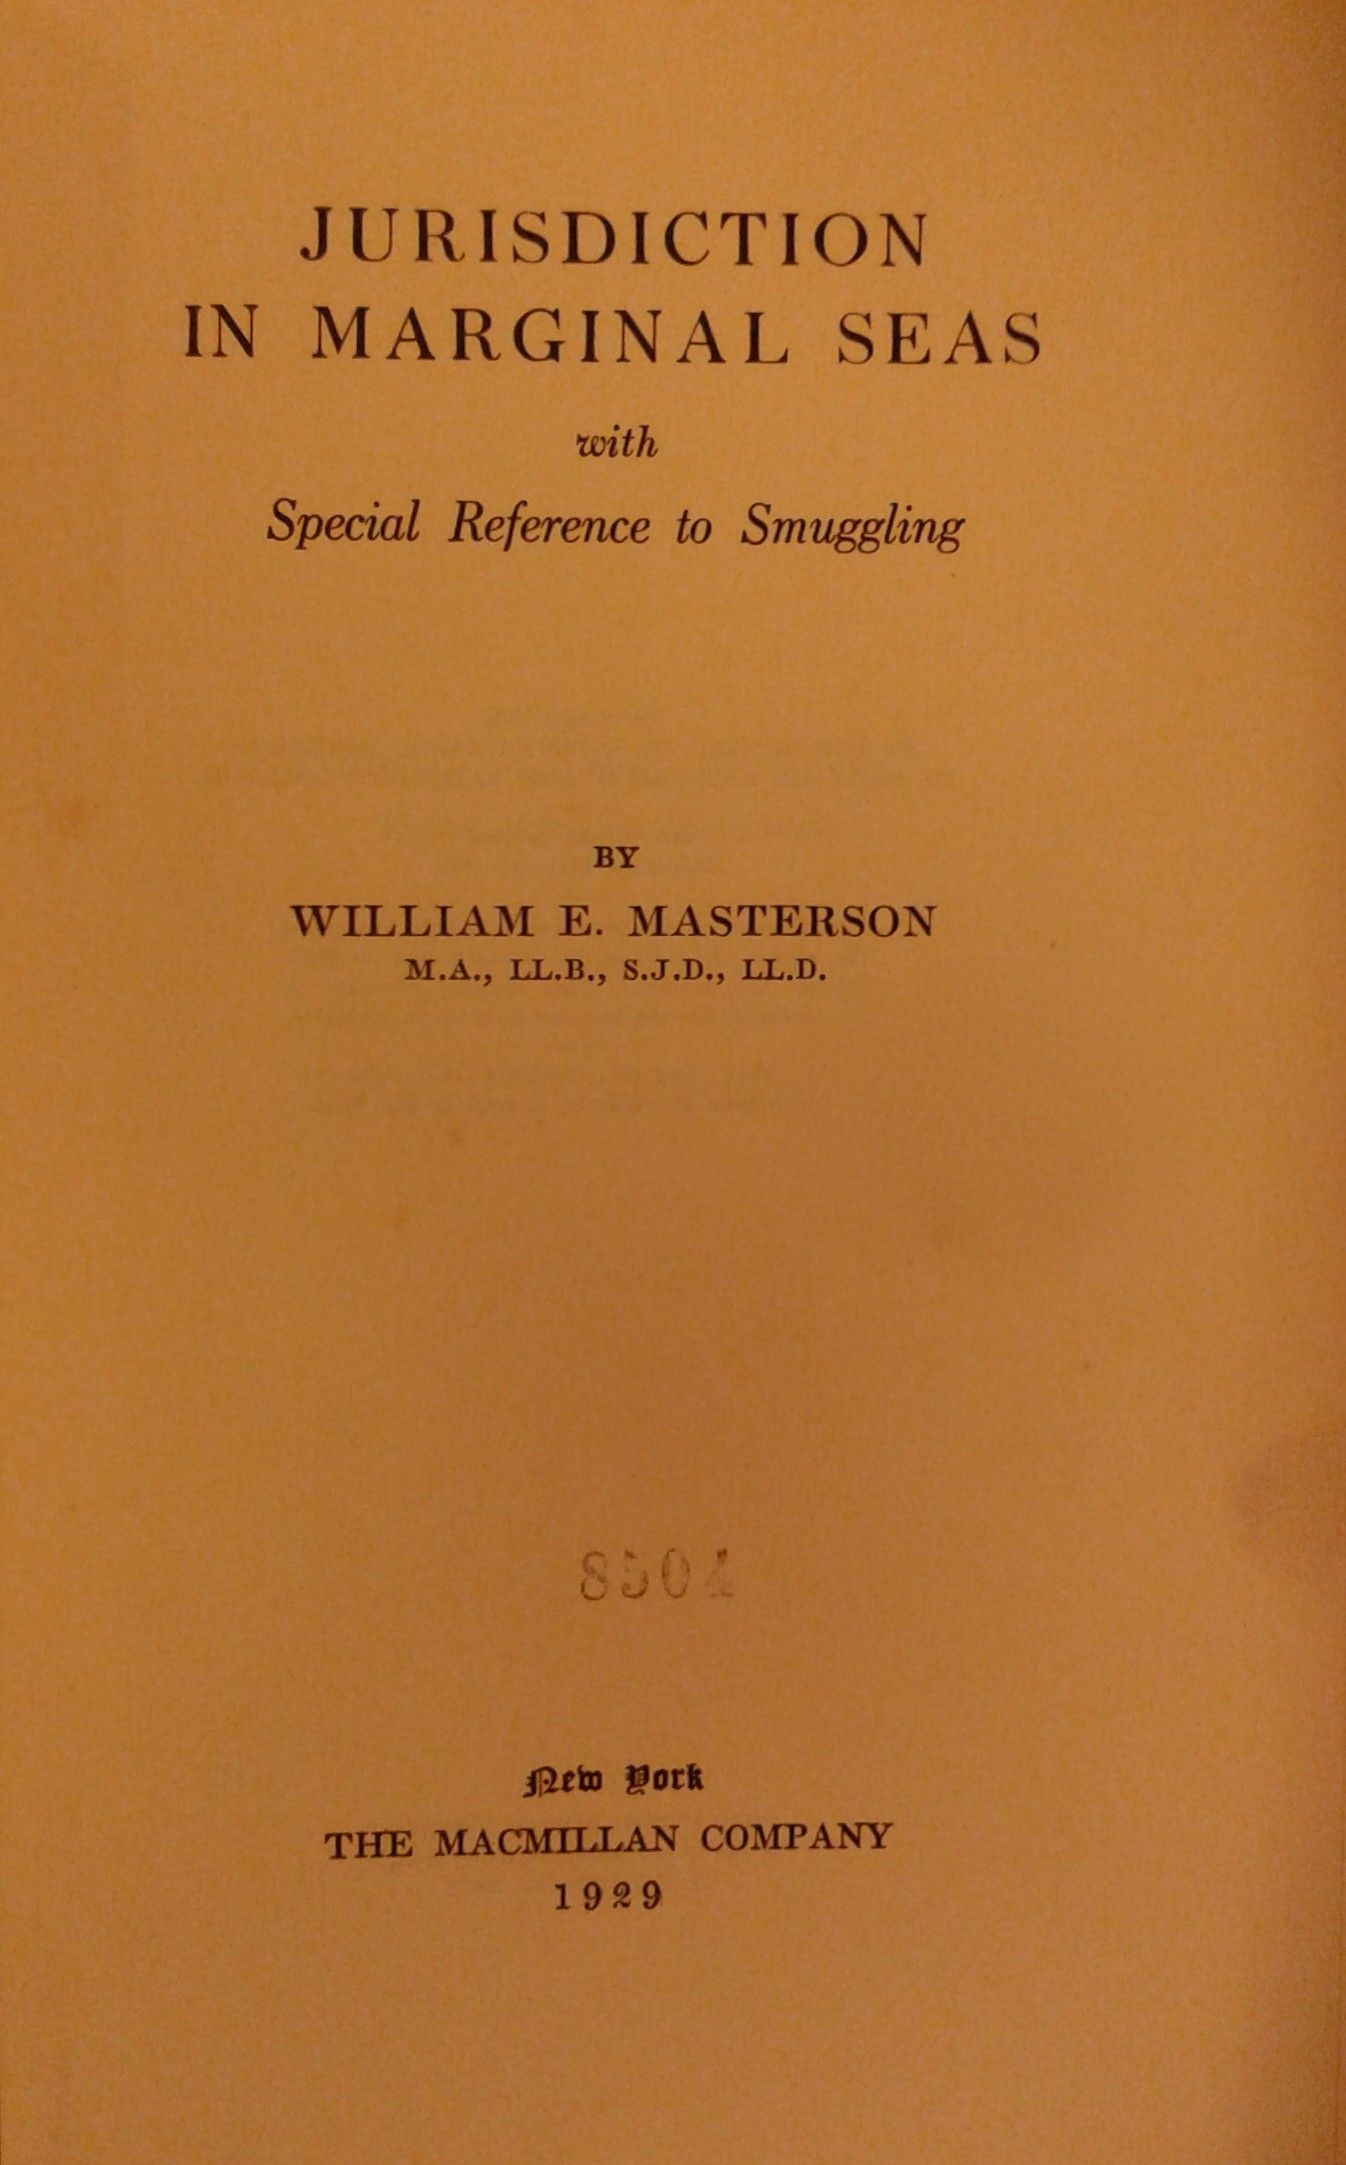 JURISDICTION
IN MARGINAL SEAS
with
Special Reference to Smuggling
BY
WILLIAM E. MASTERSON
M.A., LL.B., S.J.D., LL.D.
8504
New York
THE MACMILLAN COMPANY
1929